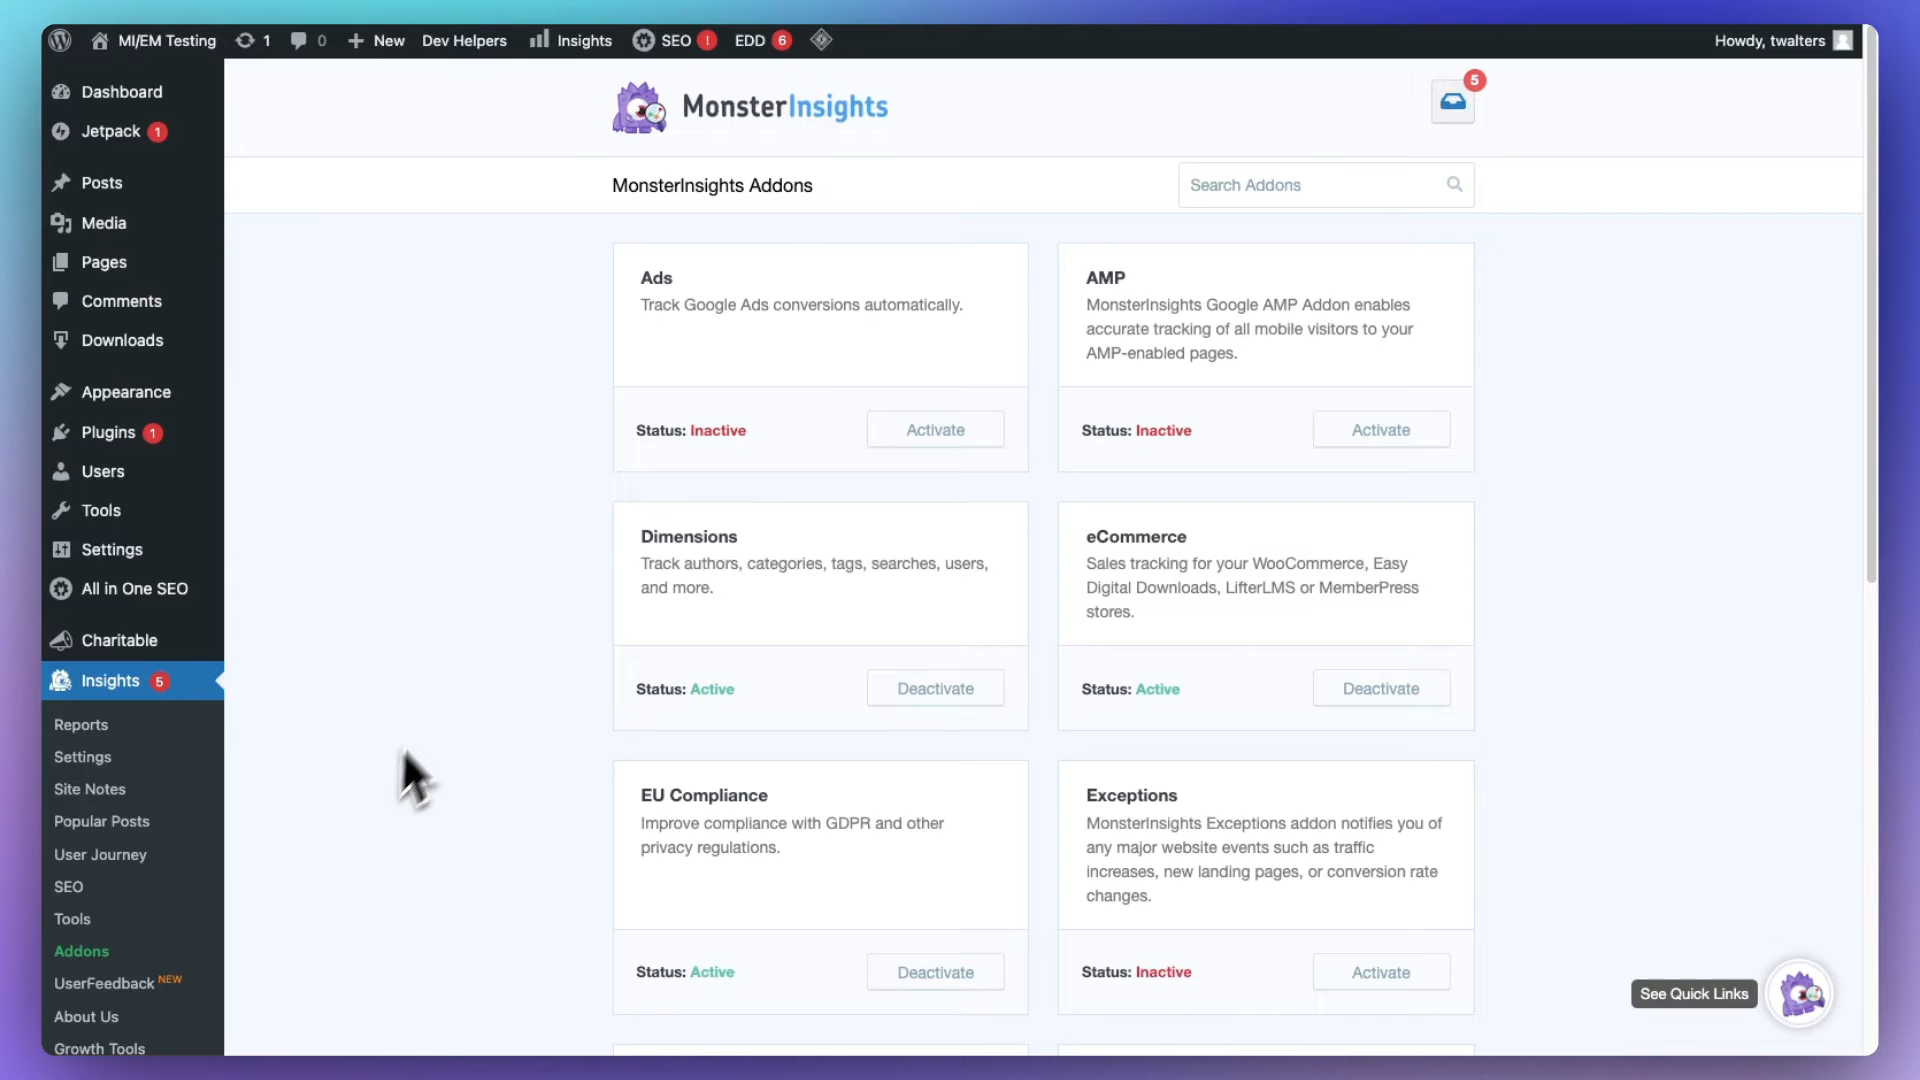 MI/EM Testing 1 0 New Dev Helpers Insights SEO ! EDD 6 Howdy, twalters
Dashboard
Jetpack 1
Posts
Media
Pages
Comments
Downloads
Appearance
Plugins 1
Users
Tools
Settings
All in One SEO
Charitable
Insights 5
Reports
Settings
Site Notes
Popular Posts
User Journey
SEO
Tools
Addons
UserFeedback NEW
About Us
Growth Tools
MonsterInsights
5
MonsterInsights Addons
Search Addons
Ads
Track Google Ads conversions automatically.
Status: Inactive
Activate
AMP
MonsterInsights Google AMP Addon enables
accurate tracking of all mobile visitors to your
AMP-enabled pages.
Status: Inactive
Activate
Dimensions
Track authors, categories, tags, searches, users,
and more.
Status: Active
Deactivate
eCommerce
Sales tracking for your WooCommerce, Easy
Digital Downloads, LifterLMS or MemberPress
stores.
Status: Active
Deactivate
EU Compliance
Improve compliance with GDPR and other
privacy regulations.
Status: Active
Deactivate
Exceptions
MonsterInsights Exceptions addon notifies you of
any major website events such as traffic
increases, new landing pages, or conversion rate
changes.
Status: Inactive
Activate
See Quick Links